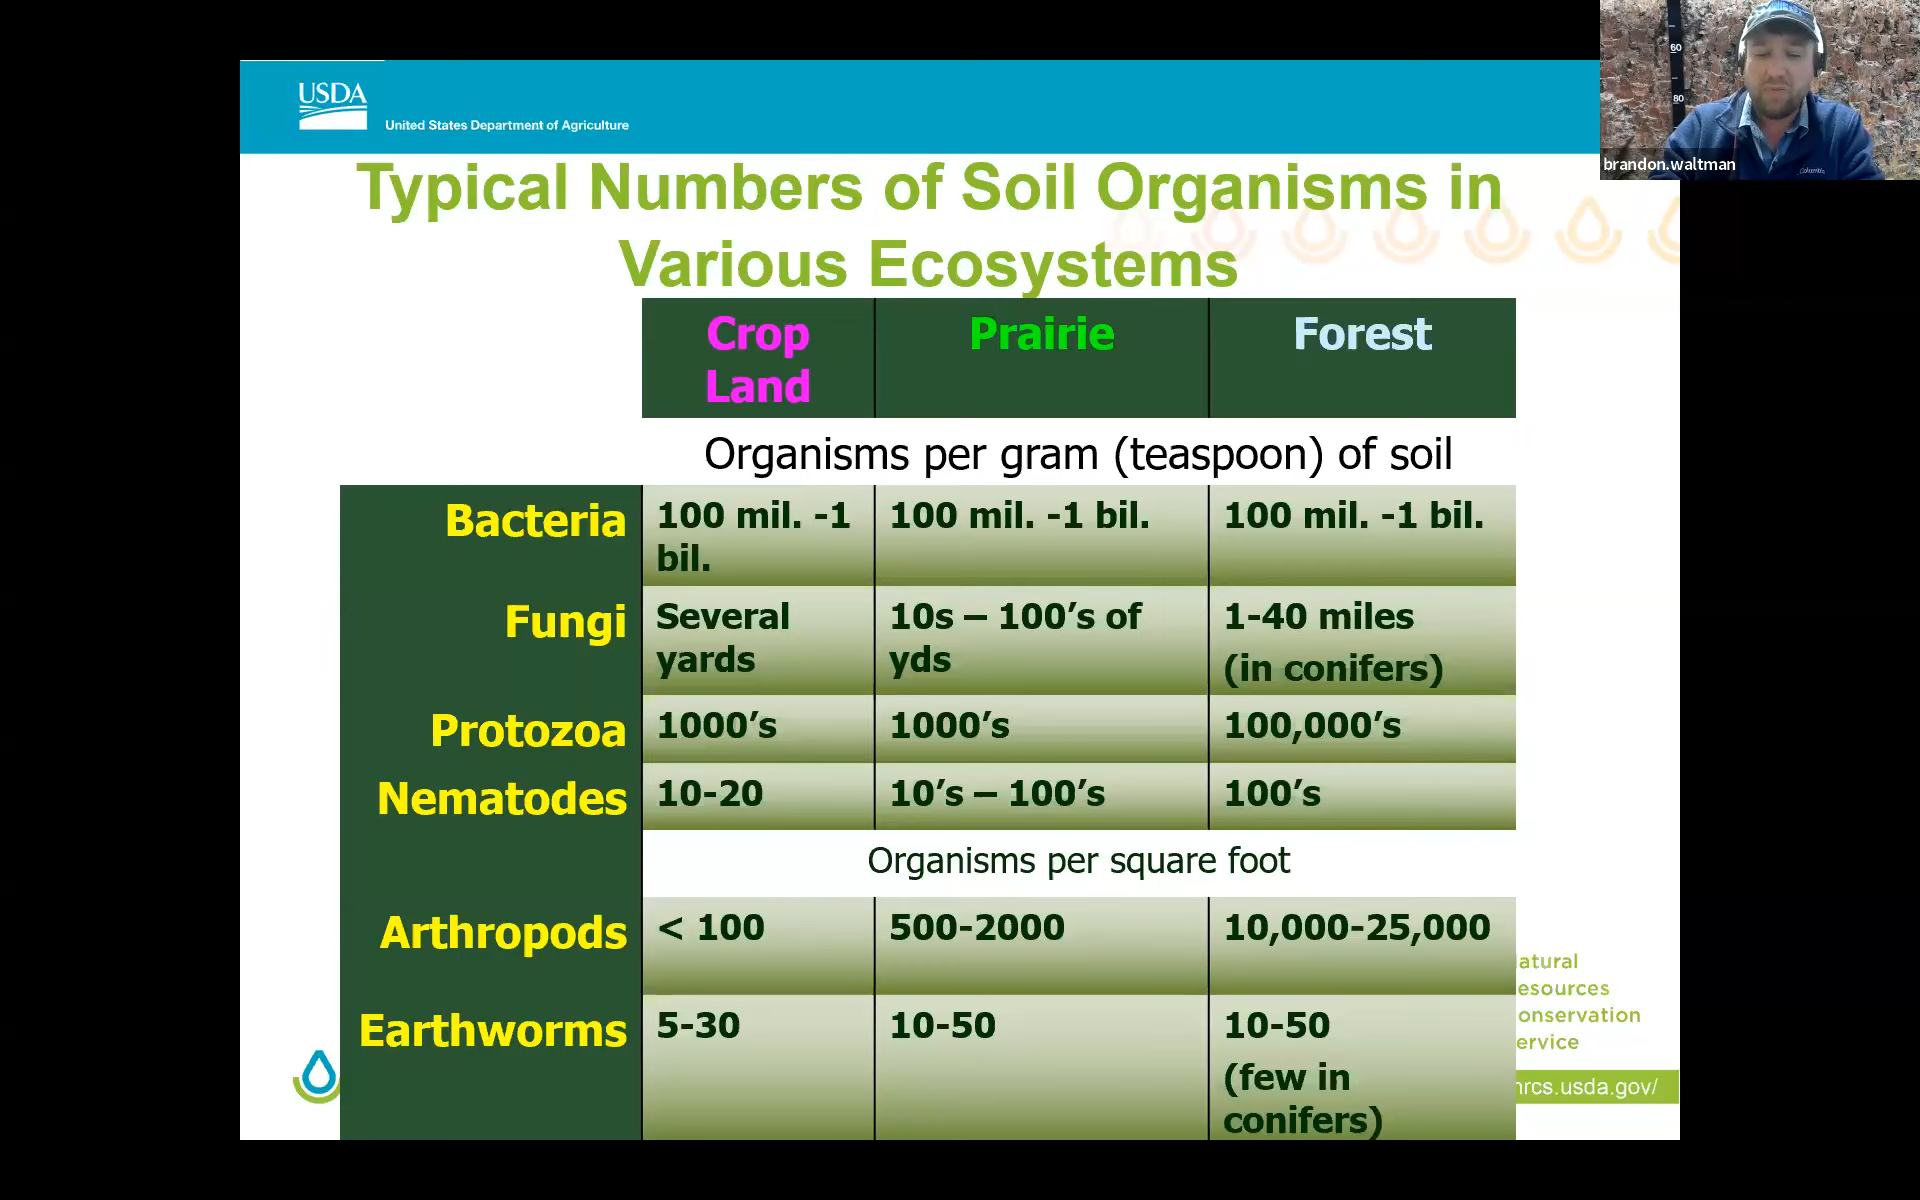 60
80
brandon.waltman
Columbia
USDA
United States Department of Agriculture
Typical Numbers of Soil Organisms in
Various Ecosystems
Crop
Land
Prairie
Forest
Organisms per gram (teaspoon) of soil
Bacteria
100 mil. -1
bil.
100 mil. -1 bil.
100 mil. -1 bil.
Fungi
Several
yards
10s – 100’s of
yds
1-40 miles
(in conifers)
Protozoa
1000’s
1000’s
100,000’s
Nematodes
10-20
10’s – 100’s
100’s
Organisms per square foot
Arthropods
< 100
500-2000
10,000-25,000
Earthworms
5-30
10-50
10-50
(few in
conifers)
atural
esources
onservation
ervice
nrcs.usda.gov/